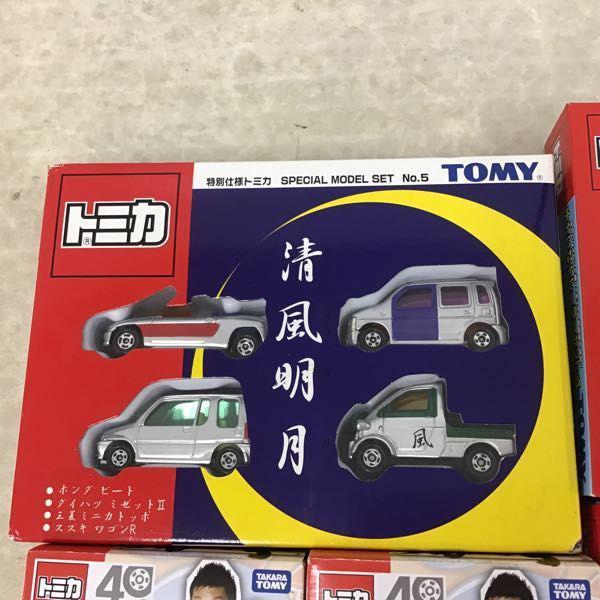 特別仕様トミカ SPECIAL MODEL SET No.5
TOMY
トミカ
清風明月
風
● ホンダ ビート
● ダイハツ ミゼットⅡ
● 三菱ミニカトッポ
● スズキ ワゴンR
トミカ
40
TAKARA TOMY
トミカ
40
TAKARA TOMY